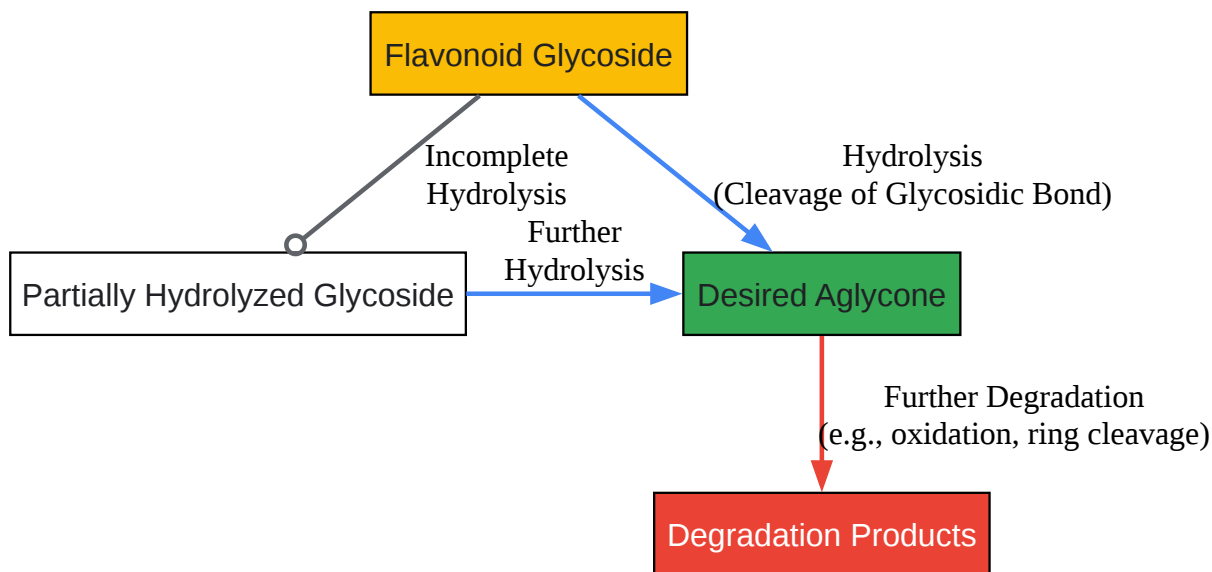 Flavonoid Glycoside
Incomplete
Hydrolysis
Hydrolysis
(Cleavage of Glycosidic Bond)
Further
Hydrolysis
Partially Hydrolyzed Glycoside
Desired Aglycone
Further Degradation
(e.g., oxidation, ring cleavage)
Degradation Products